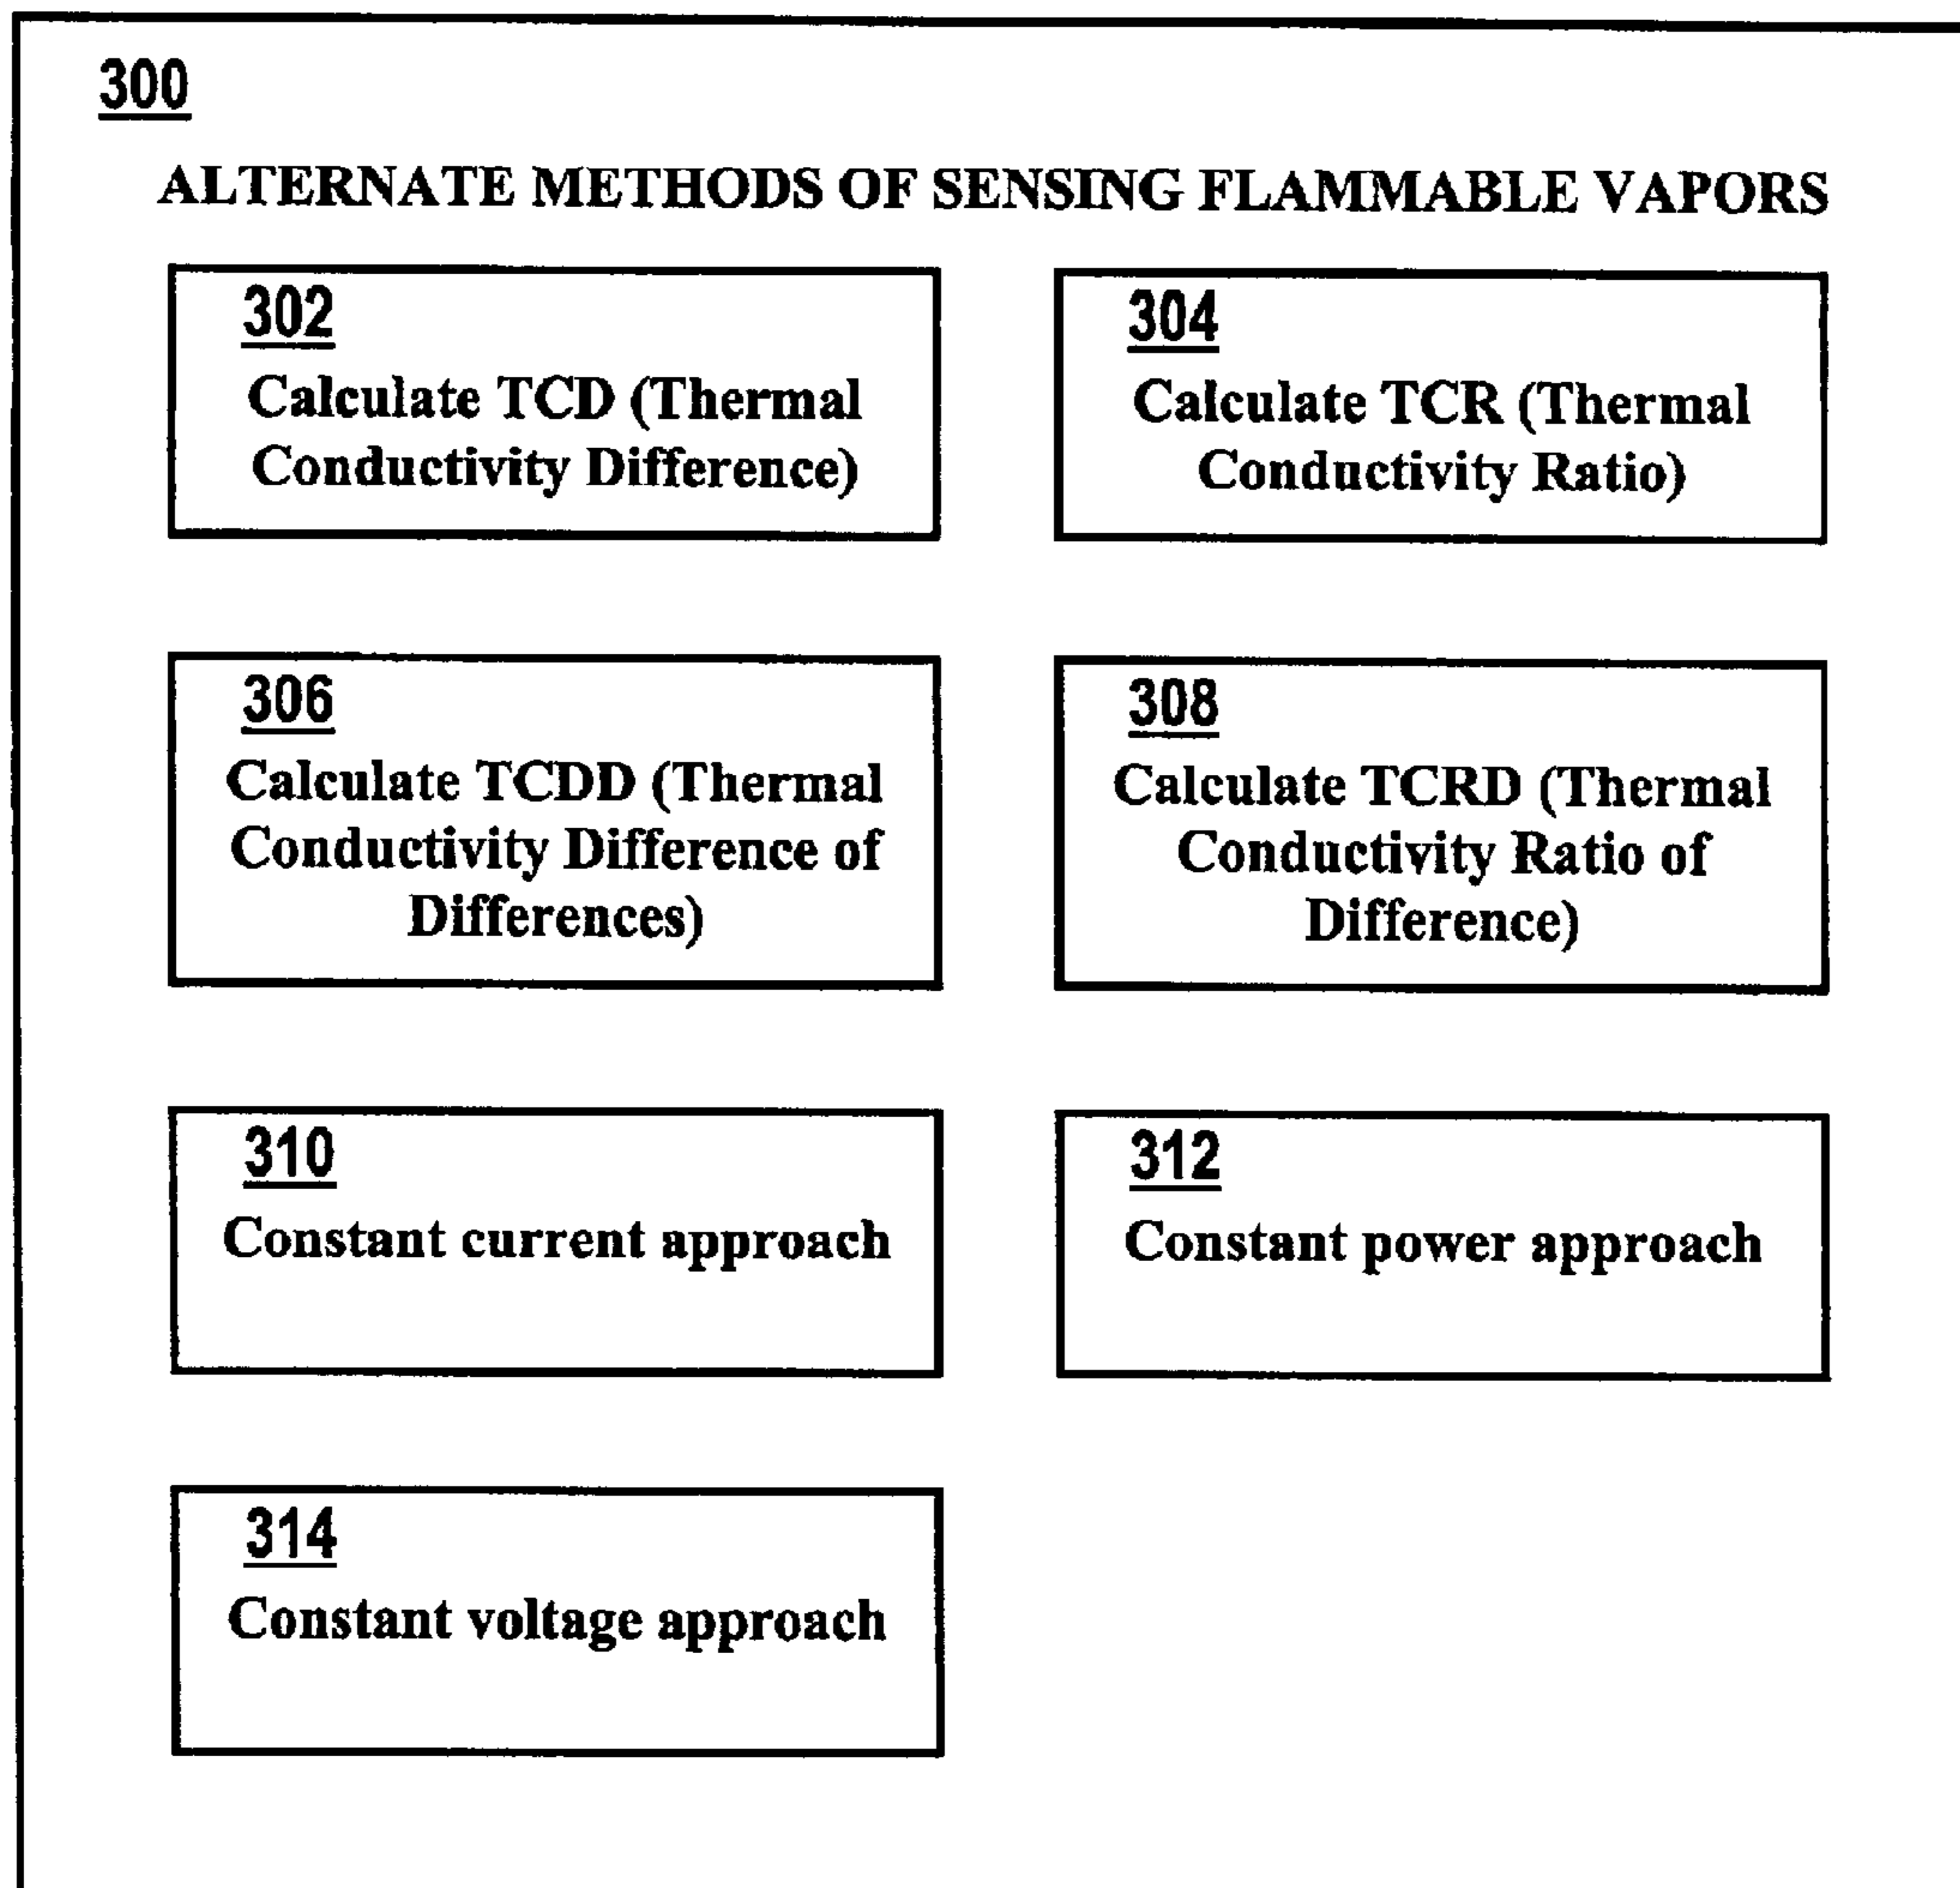 300
ALTERNATE METHODS OF SENSING FLAMMABLE VAPORS
302
Calculate TCD (Thermal
Conductivity Difference)
304
Calculate TCR (Thermal
Conductivity Ratio)
306
Calculate TCDD (Thermal
Conductivity Difference of
Differences)
308
Calculate TCRD (Thermal
Conductivity Ratio of
Difference)
310
Constant current approach
312
Constant power approach
314
Constant voltage approach